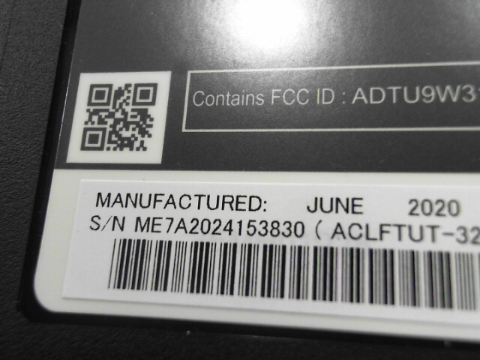 Contains FCC ID : ADTU9W31
MANUFACTURED: JUNE 2020
S/N ME7A2024153830 ( ACLFTUT-32